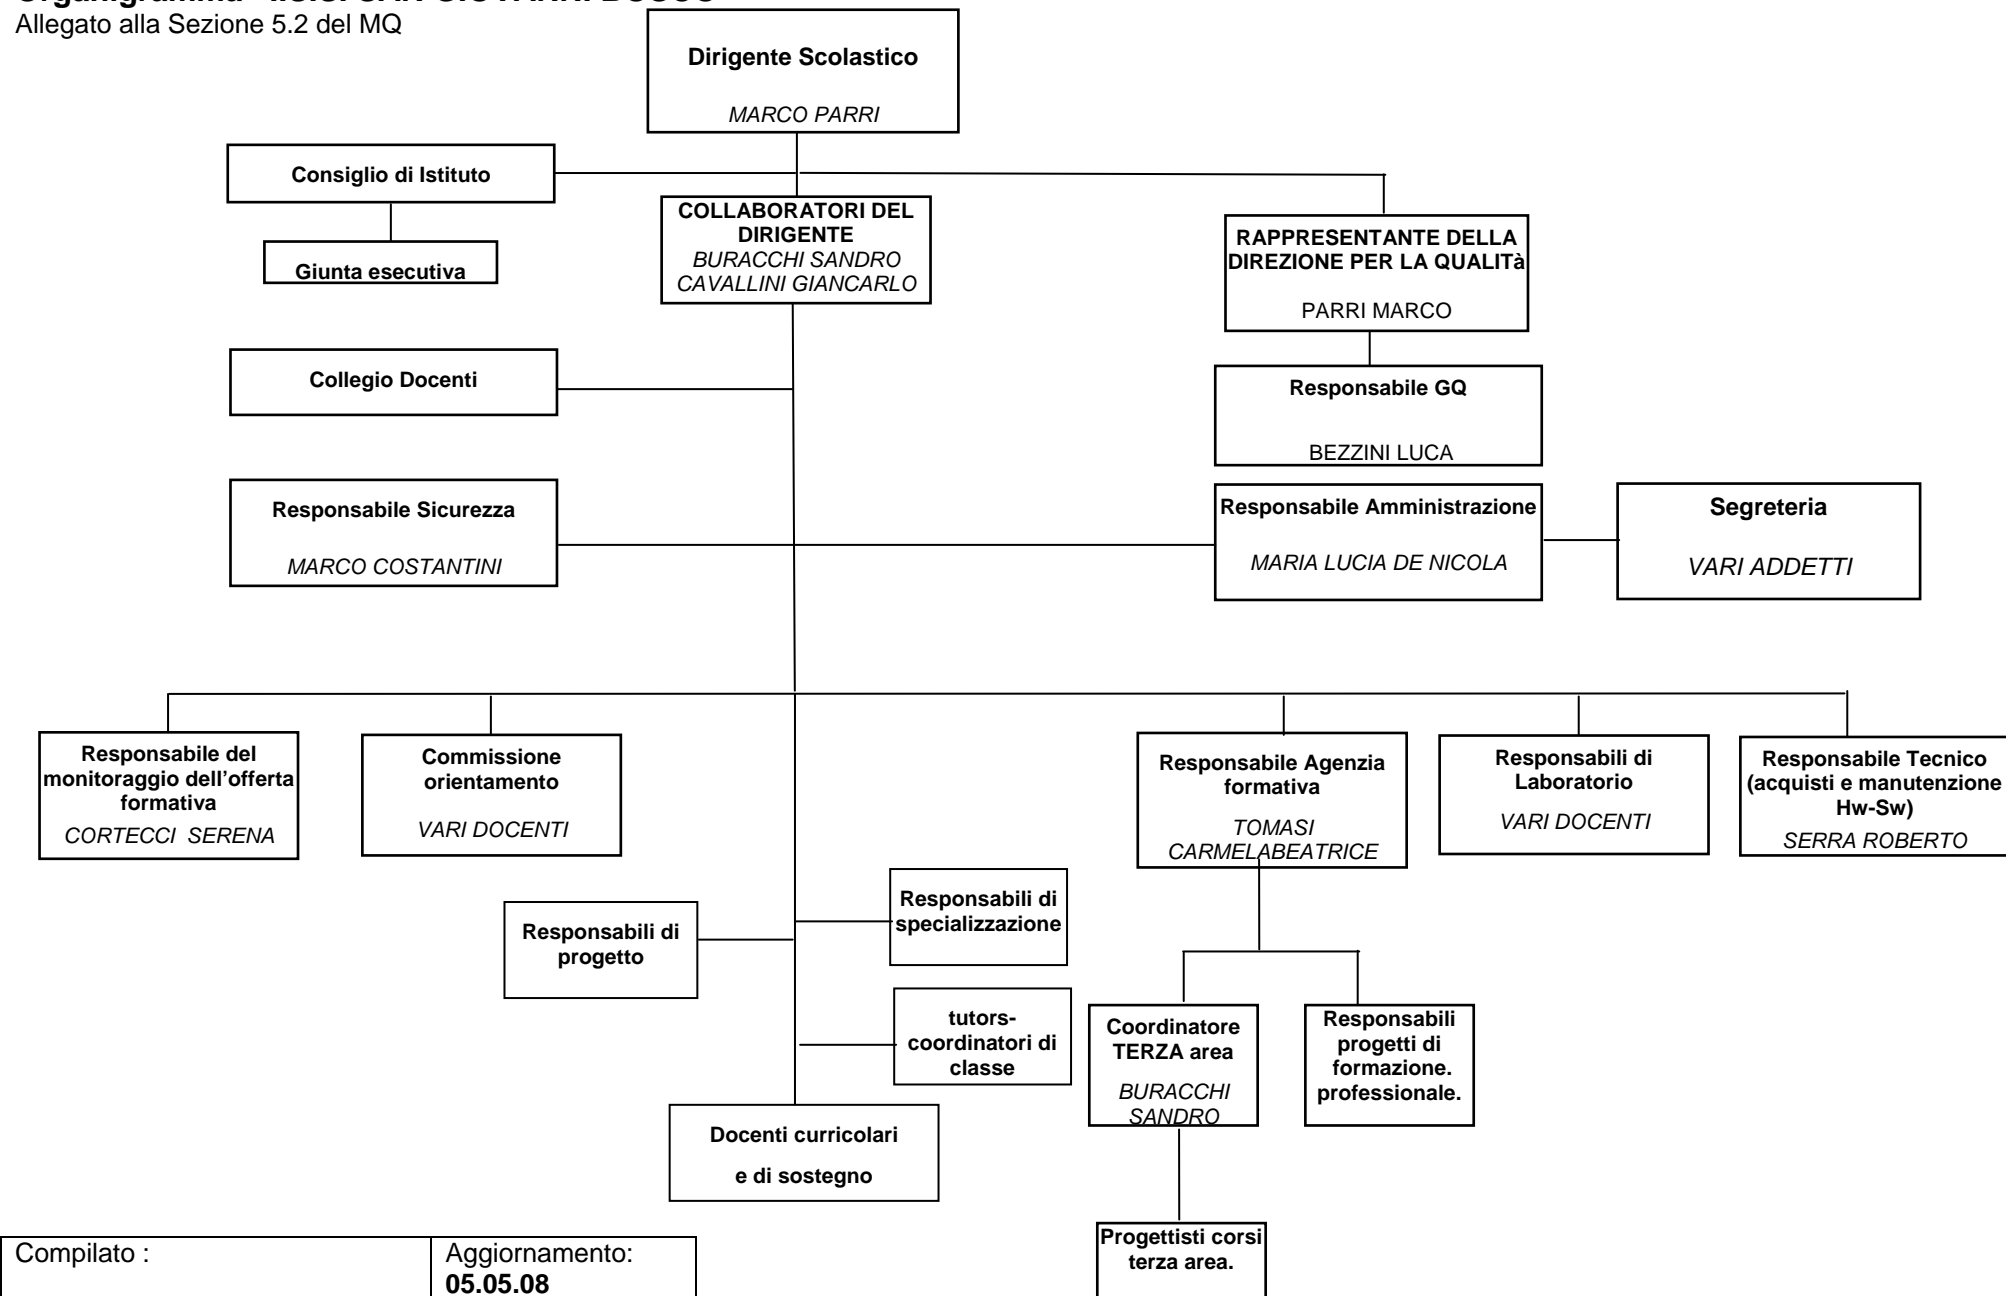 Allegato alla Sezione 5.2 del MQ
Dirigente Scolastico
MARCO PARRI
Consiglio di Istituto
Giunta esecutiva
COLLABORATORI DEL
DIRIGENTE
BURACCHI SANDRO
CAVALLINI GIANCARLO
RAPPRESENTANTE DELLA
DIREZIONE PER LA QUALITà
PARRI MARCO
Collegio Docenti
Responsabile GQ
BEZZINI LUCA
Responsabile Sicurezza
MARCO COSTANTINI
Responsabile Amministrazione
MARIA LUCIA DE NICOLA
Segreteria
VARI ADDETTI
Responsabile del
monitoraggio dell’offerta
formativa
CORTECCI  SERENA
Commissione
orientamento
VARI DOCENTI
Responsabile Agenzia
formativa
TOMASI
CARMELABEATRICE
Responsabili di
Laboratorio
VARI DOCENTI
Responsabile Tecnico
(acquisti e manutenzione
Hw-Sw)
SERRA ROBERTO
Responsabili di
progetto
Responsabili di
specializzazione
tutors-
coordinatori di
classe
Coordinatore
TERZA area
BURACCHI
SANDRO
Responsabili
progetti di
formazione.
professionale.
Docenti curricolari
e di sostegno
Progettisti corsi
terza area.
Compilato :
Aggiornamento:
05.05.08